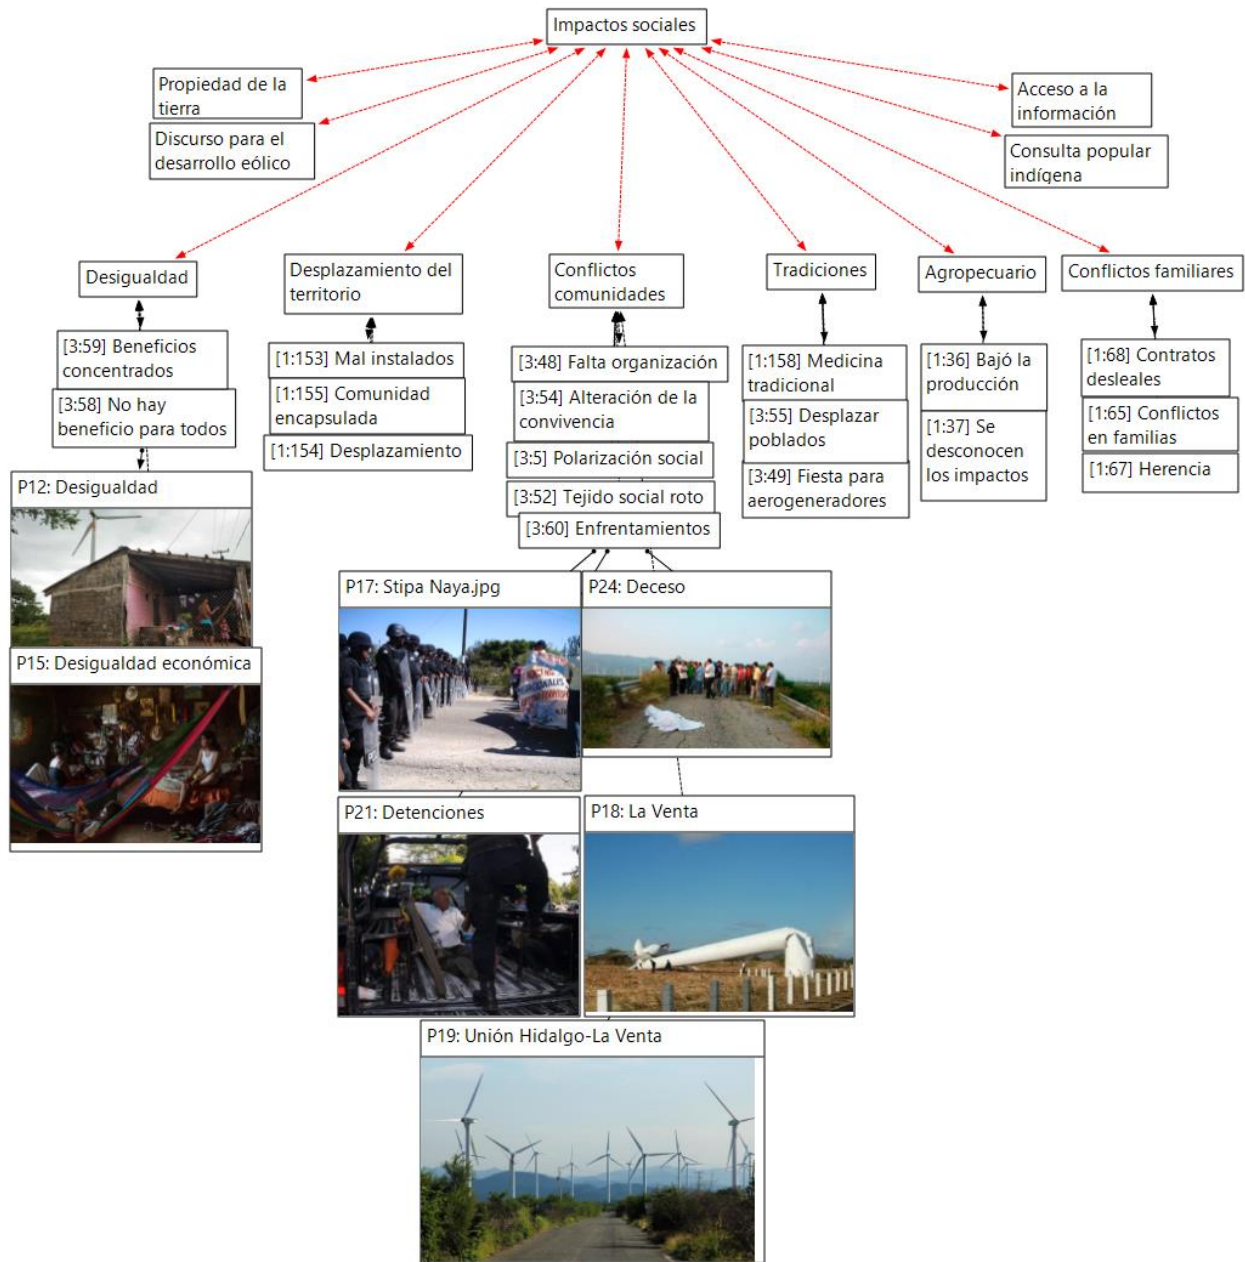 Impactos sociales
Propiedad de la
tierra
Discurso para el
desarrollo eólico
Acceso a la
información
Consulta popular
indígena
Desigualdad
[3:59] Beneficios
concentrados
[3:58] No hay
beneficio para todos
P12: Desigualdad
P15: Desigualdad económica
Desplazamiento del
territorio
[1:153] Mal instalados
[1:155] Comunidad
encapsulada
[1:154] Desplazamiento
Conflictos
comunidades
[3:48] Falta organización
[3:54] Alteración de la
convivencia
[3:5] Polarización social
[3:52] Tejido social roto
[3:60] Enfrentamientos
P17: Stipa Naya.jpg
P24: Deceso
P21: Detenciones
P18: La Venta
P19: Unión Hidalgo-La Venta
Tradiciones
[1:158] Medicina
tradicional
[3:55] Desplazar
poblados
[3:49] Fiesta para
aerogeneradores
Agropecuario
[1:36] Bajó la
producción
[1:37] Se
desconocen
los impactos
Conflictos familiares
[1:68] Contratos
desleales
[1:65] Conflictos
en familias
[1:67] Herencia